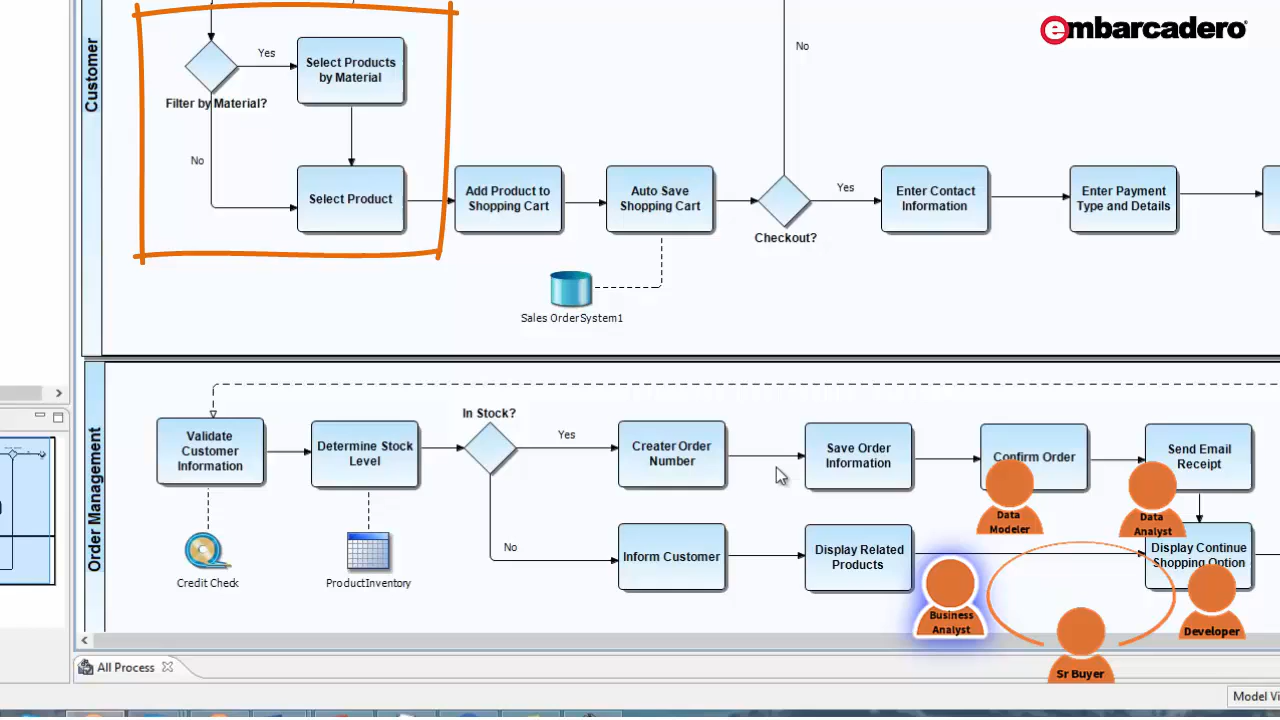 embarcadero
Customer
Yes
Select Products
by Material
Filter by Material?
No
No
Select Product
Add Product to
Shopping Cart
Auto Save
Shopping Cart
Checkout?
Yes
Enter Contact
Information
Enter Payment
Type and Details
Sales OrderSystem1
Order Management
Validate
Customer
Information
Determine Stock
Level
In Stock?
Yes
Creater Order
Number
Save Order
Information
Confirm Order
Send Email
Receipt
No
Inform Customer
Display Related
Products
Display Continue
Shopping Option
Credit Check
ProductInventory
Data
Modeler
Data
Analyst
Business
Analyst
Developer
Sr Buyer
All Process
Model Vi